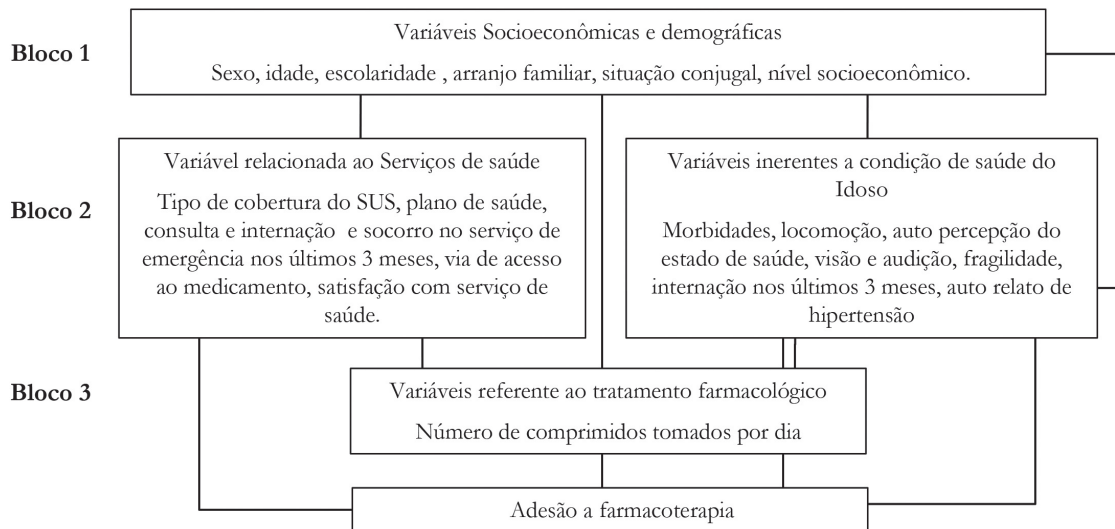 Bloco 1
Variáveis Socioeconômicas e demográficas
Sexo, idade, escolaridade , arranjo familiar, situação conjugal, nível socioeconômico.
Bloco 2
Variável relacionada ao Serviços de saúde
Tipo de cobertura do SUS, plano de saúde,
consulta e internação e socorro no serviço de
emergência nos últimos 3 meses, via de acesso
ao medicamento, satisfação com serviço de
saúde.
Variáveis inerentes a condição de saúde do
Idoso
Morbidades, locomoção, auto percepção do
estado de saúde, visão e audição, fragilidade,
internação nos últimos 3 meses, auto relato de
hipertensão
Bloco 3
Variáveis referente ao tratamento farmacológico
Número de comprimidos tomados por dia
Adesão a farmacoterapia